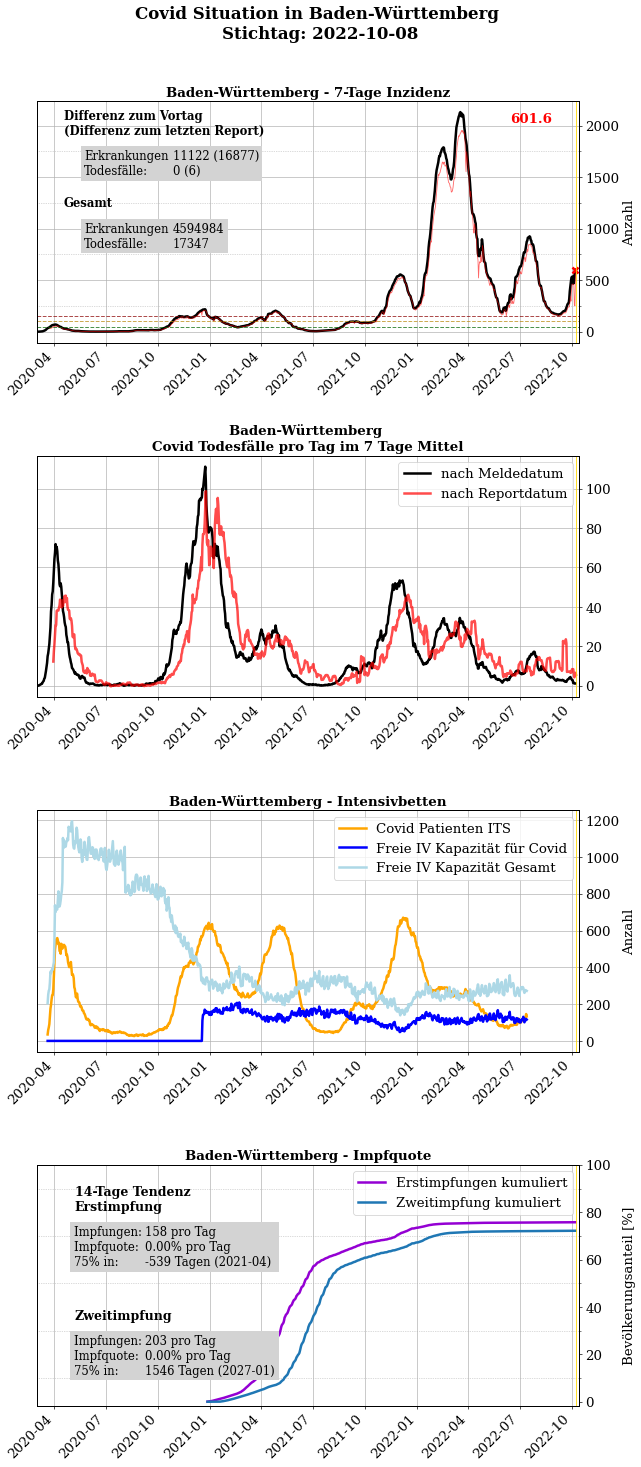 Covid Situation in Baden-Württemberg
Stichtag: 2022-10-08
Baden-Württemberg - 7-Tage Inzidenz
Differenz zum Vortag
(Differenz zum letzten Report)
Erkrankungen 11122 (16877)
Todesfälle: 0 (6)
Gesamt
Erkrankungen 4594984
Todesfälle: 17347
601.6
2000
1500
1000
500
0
Anzahl
2020-04 2020-07 2020-10 2021-01 2021-04 2021-07 2021-10 2022-01 2022-04 2022-07 2022-10
Baden-Württemberg
Covid Todesfälle pro Tag im 7 Tage Mittel
nach Meldedatum
nach Reportdatum
100
80
60
40
20
0
2020-04 2020-07 2020-10 2021-01 2021-04 2021-07 2021-10 2022-01 2022-04 2022-07 2022-10
Baden-Württemberg - Intensivbetten
Covid Patienten ITS
Freie IV Kapazität für Covid
Freie IV Kapazität Gesamt
1200
1000
800
600
400
200
0
Anzahl
2020-04 2020-07 2020-10 2021-01 2021-04 2021-07 2021-10 2022-01 2022-04 2022-07 2022-10
Baden-Württemberg - Impfquote
14-Tage Tendenz
Erstimpfung
Impfungen: 158 pro Tag
Impfquote: 0.00% pro Tag
75% in: -539 Tagen (2021-04)
Zweitimpfung
Impfungen: 203 pro Tag
Impfquote: 0.00% pro Tag
75% in: 1546 Tagen (2027-01)
Erstimpfungen kumuliert
Zweitimpfung kumuliert
100
80
60
40
20
0
Bevölkerungsanteil [%]
2020-04 2020-07 2020-10 2021-01 2021-04 2021-07 2021-10 2022-01 2022-04 2022-07 2022-10